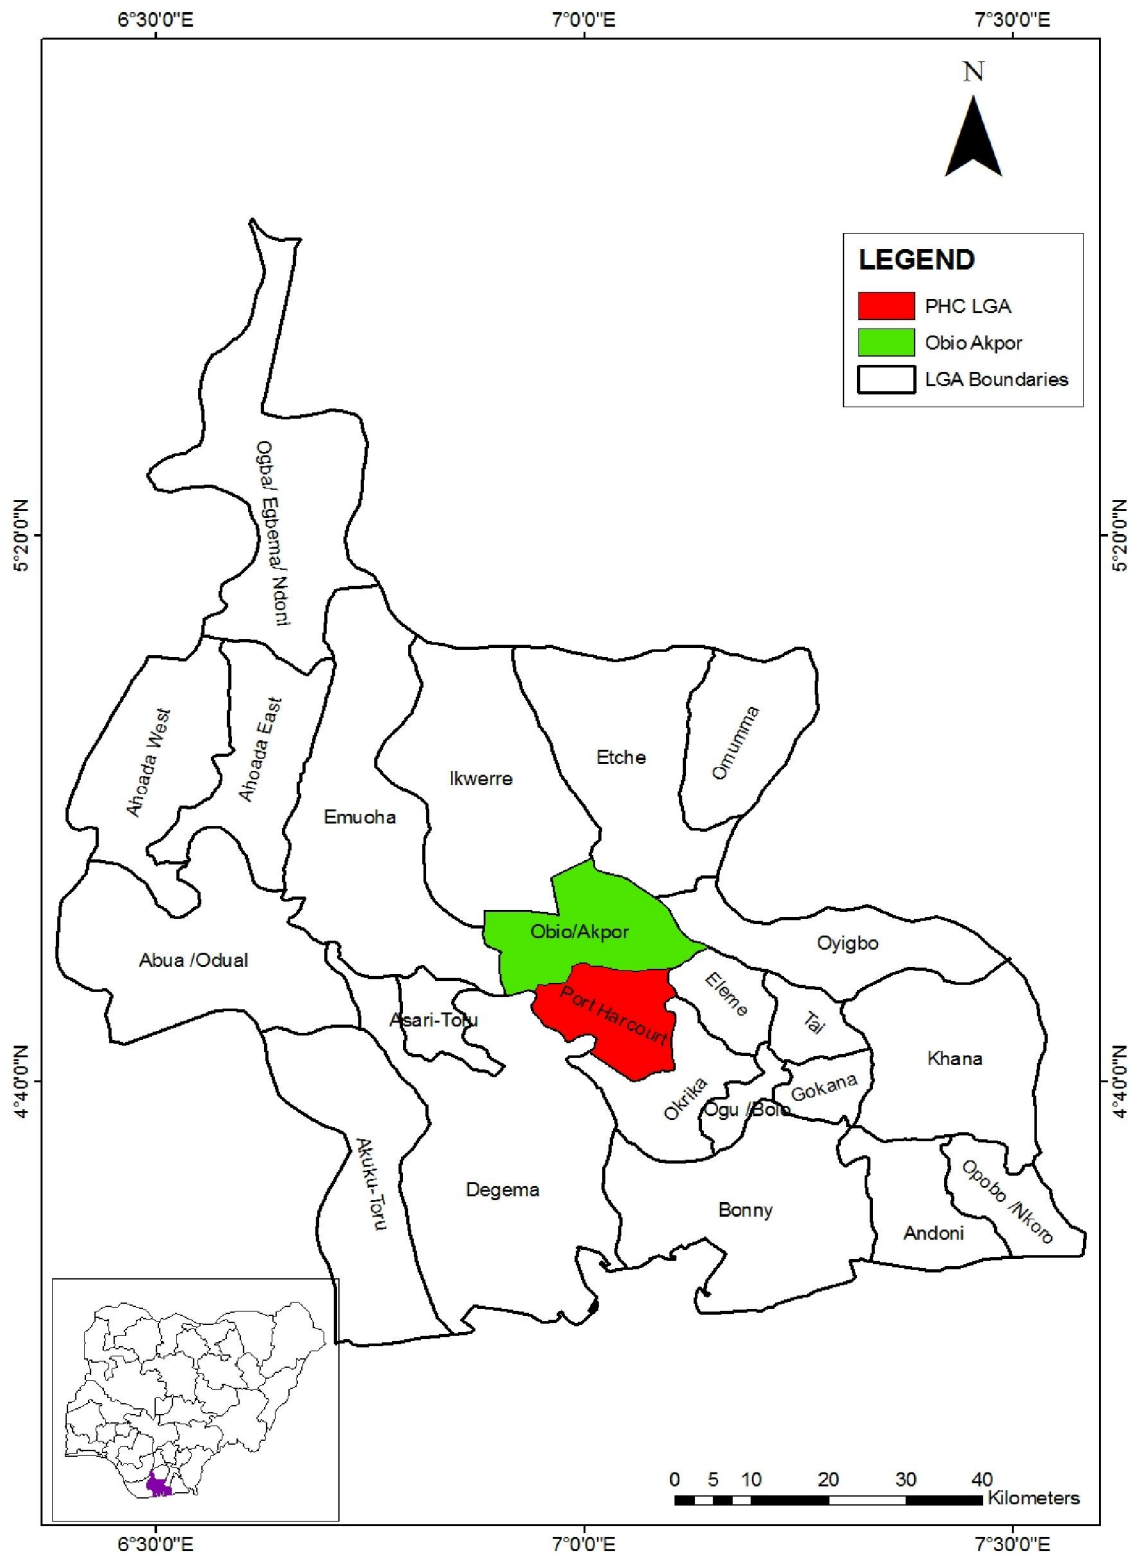 6°30'0"E
7°0'0"E
7°30'0"E
N
LEGEND
PHC LGA
Obio Akpor
LGA Boundaries
5°20'0"N
5°20'0"N
Ogba/ Egbema/ Ndoni
Ahoada West
Ahoada East
Emuoha
Ikwerre
Etche
Omumma
Obio/Akpor
Oyigbo
Abua /Odual
Asari-Toru
Port Harcourt
Eleme
Tai
Khana
4°40'0"N
4°40'0"N
Okrika
Ogu /Bolo
Gokana
Akuku-Toru
Degema
Bonny
Andoni
Opobo /Nkoro
0 5 10 20 30 40
Kilometers
6°30'0"E
7°0'0"E
7°30'0"E